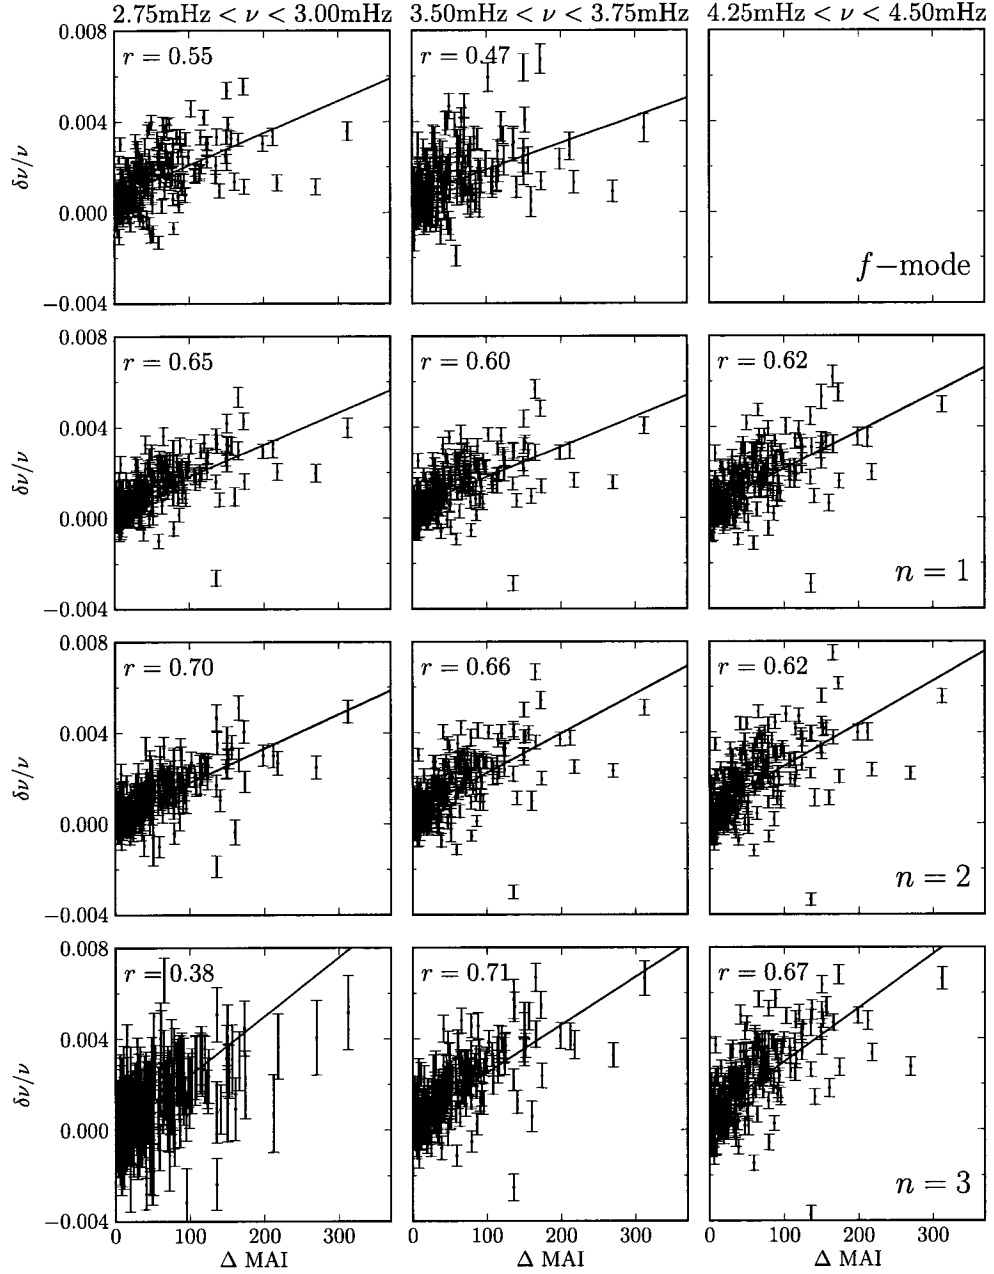 2.75mHz < ν < 3.00mHz 3.50mHz < ν < 3.75mHz 4.25mHz < ν < 4.50mHz
0.008
r = 0.55 r = 0.47
0.004
δν/ν
0.000
f−mode
−0.004
0.008
r = 0.65 r = 0.60 r = 0.62
0.004
δν/ν
0.000
n = 1
−0.004
0.008
r = 0.70 r = 0.66 r = 0.62
0.004
δν/ν
0.000
n = 2
−0.004
0.008
r = 0.38 r = 0.71 r = 0.67
0.004
δν/ν
0.000
n = 3
−0.004
0 100 200 300 0 100 200 300 0 100 200 300
Δ MAI Δ MAI Δ MAI